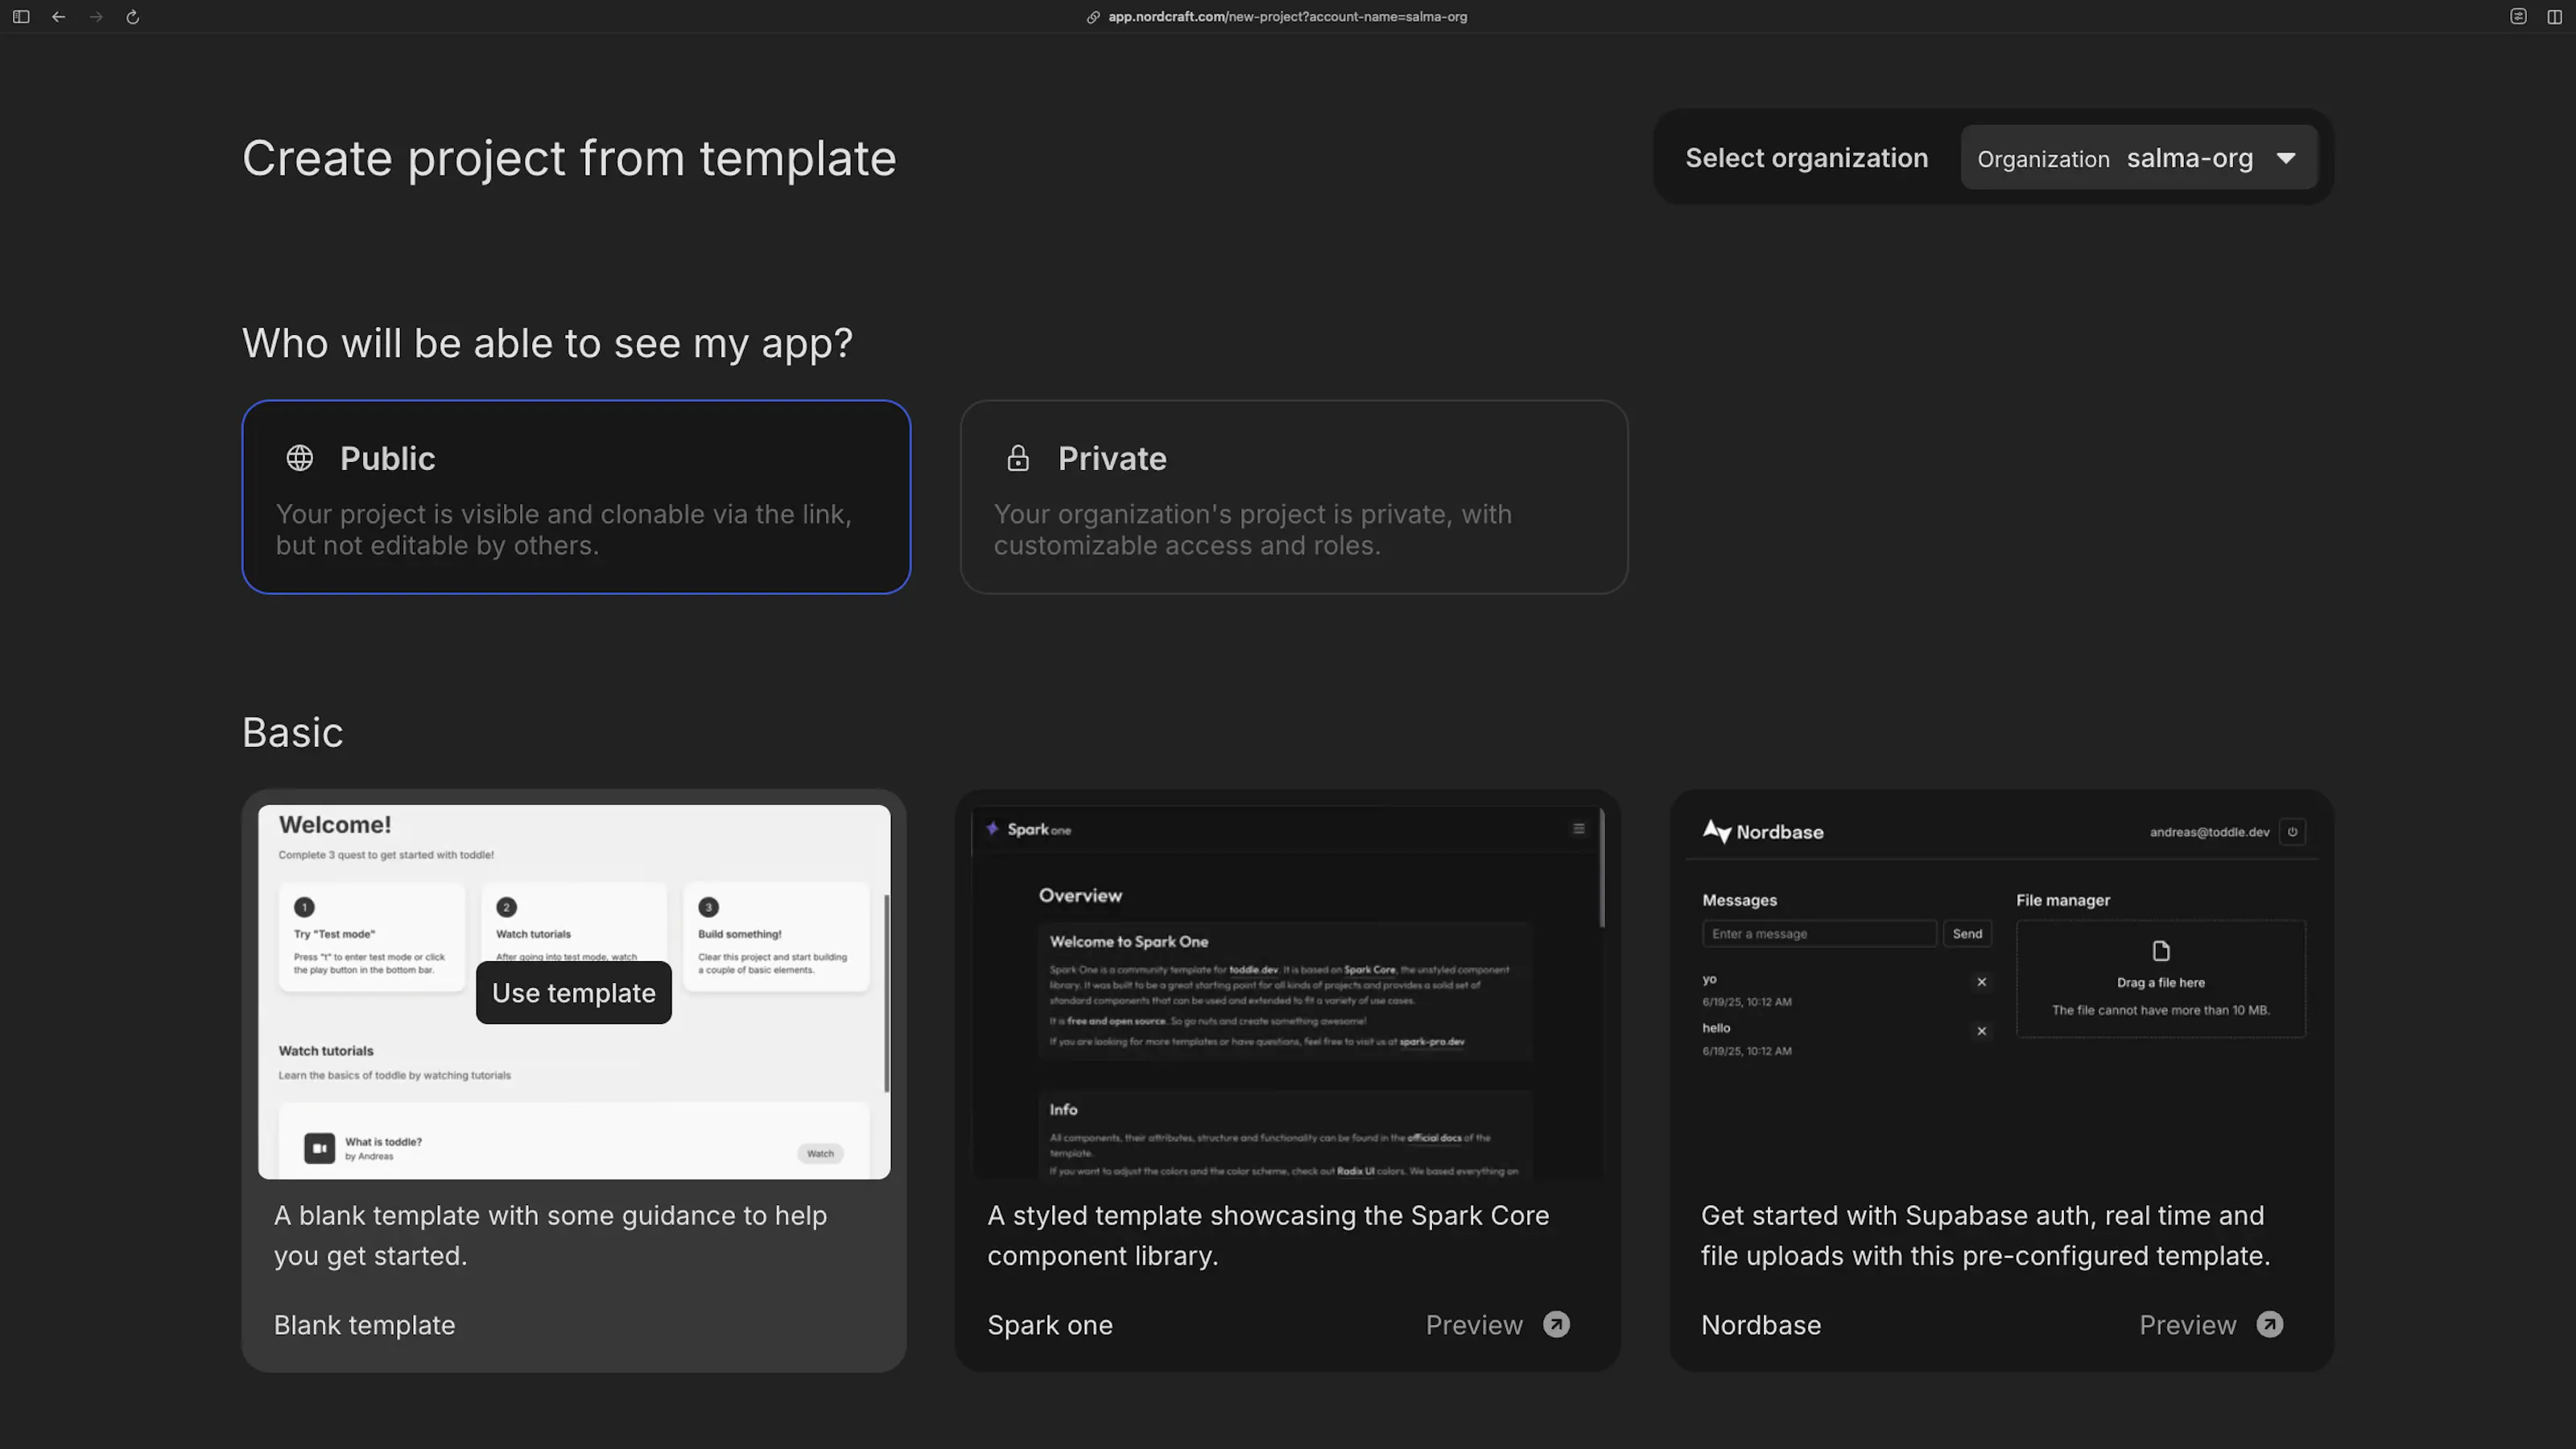 app.nordcraft.com/new-project?account-name=salma-org
Create project from template
Select organization
Organization salma-org
Who will be able to see my app?
Public
Your project is visible and clonable via the link,
but not editable by others.
Private
Your organization's project is private, with
customizable access and roles.
Basic
Welcome!
Complete 3 quest to get started with toddle!
1
Try "Test mode"
Press "t" to enter test mode or click
the play button in the bottom bar.
2
Watch tutorials
After going into test mode, watch
3
Build something!
Clear this project and start building
a couple of basic elements.
Use template
Watch tutorials
Learn the basics of toddle by watching tutorials
What is toddle?
by Andreas
Watch
A blank template with some guidance to help
you get started.
Blank template
Spark one
Overview
Welcome to Spark One
Spark One is a community template for toddle.dev. It is based on Spark Core, the unstyled component
library. It was built to be a great starting point for all kinds of projects and provides a solid set of
standard components that can be used and extended to fit a variety of use cases.
It is free and open source. So go nuts and create something awesome!
If you are looking for more templates or have questions, feel free to visit us at spark-pro.dev
Info
All components, their attributes, structure and functionality can be found in the official docs of the
template.
If you want to adjust the colors and the color scheme, check out Radix UI colors. We based everything on
A styled template showcasing the Spark Core
component library.
Spark one
Preview
Nordbase
andreas@toddle.dev
Messages
Enter a message
Send
yo
6/19/25, 10:12 AM
hello
6/19/25, 10:12 AM
File manager
Drag a file here
The file cannot have more than 10 MB.
Get started with Supabase auth, real time and
file uploads with this pre-configured template.
Nordbase
Preview